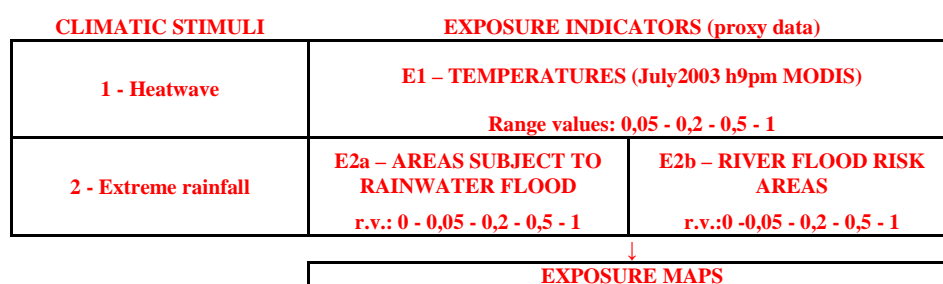 CLIMATIC STIMULI EXPOSURE INDICATORS (proxy data)
1 - Heatwave
E1 – TEMPERATURES (July2003 h9pm MODIS)
Range values: 0,05 - 0,2 - 0,5 - 1
2 - Extreme rainfall
E2a – AREAS SUBJECT TO
RAINWATER FLOOD
r.v.: 0 - 0,05 - 0,2 - 0,5 - 1
E2b – RIVER FLOOD RISK
AREAS
r.v.:0 -0,05 - 0,2 - 0,5 - 1
↓
EXPOSURE MAPS